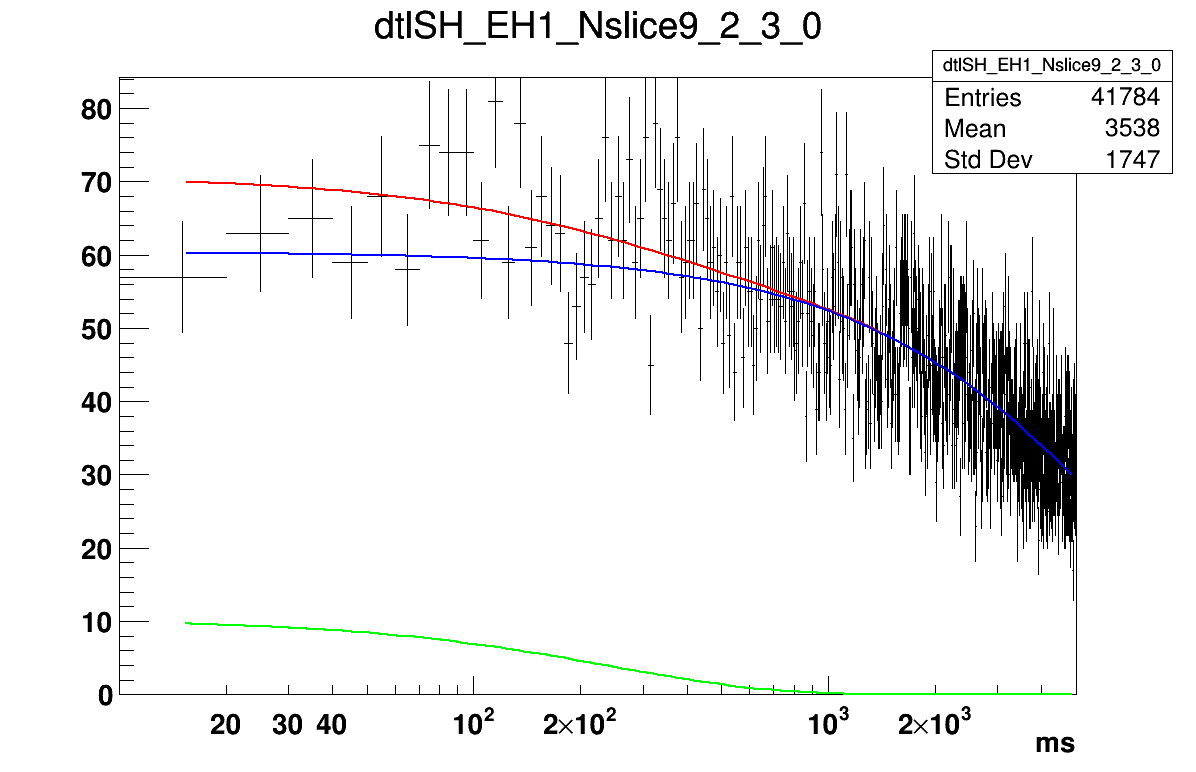 dtlSH_EH1_Nslice9_2_3_0
dtlSH_EH1_Nslice9_2_3_0
Entries 41784
Mean 3538
Std Dev 1747
80
70
60
50
40
30
20
10
0
20 30 40 10² 2×10² 10³ 2×10³
ms